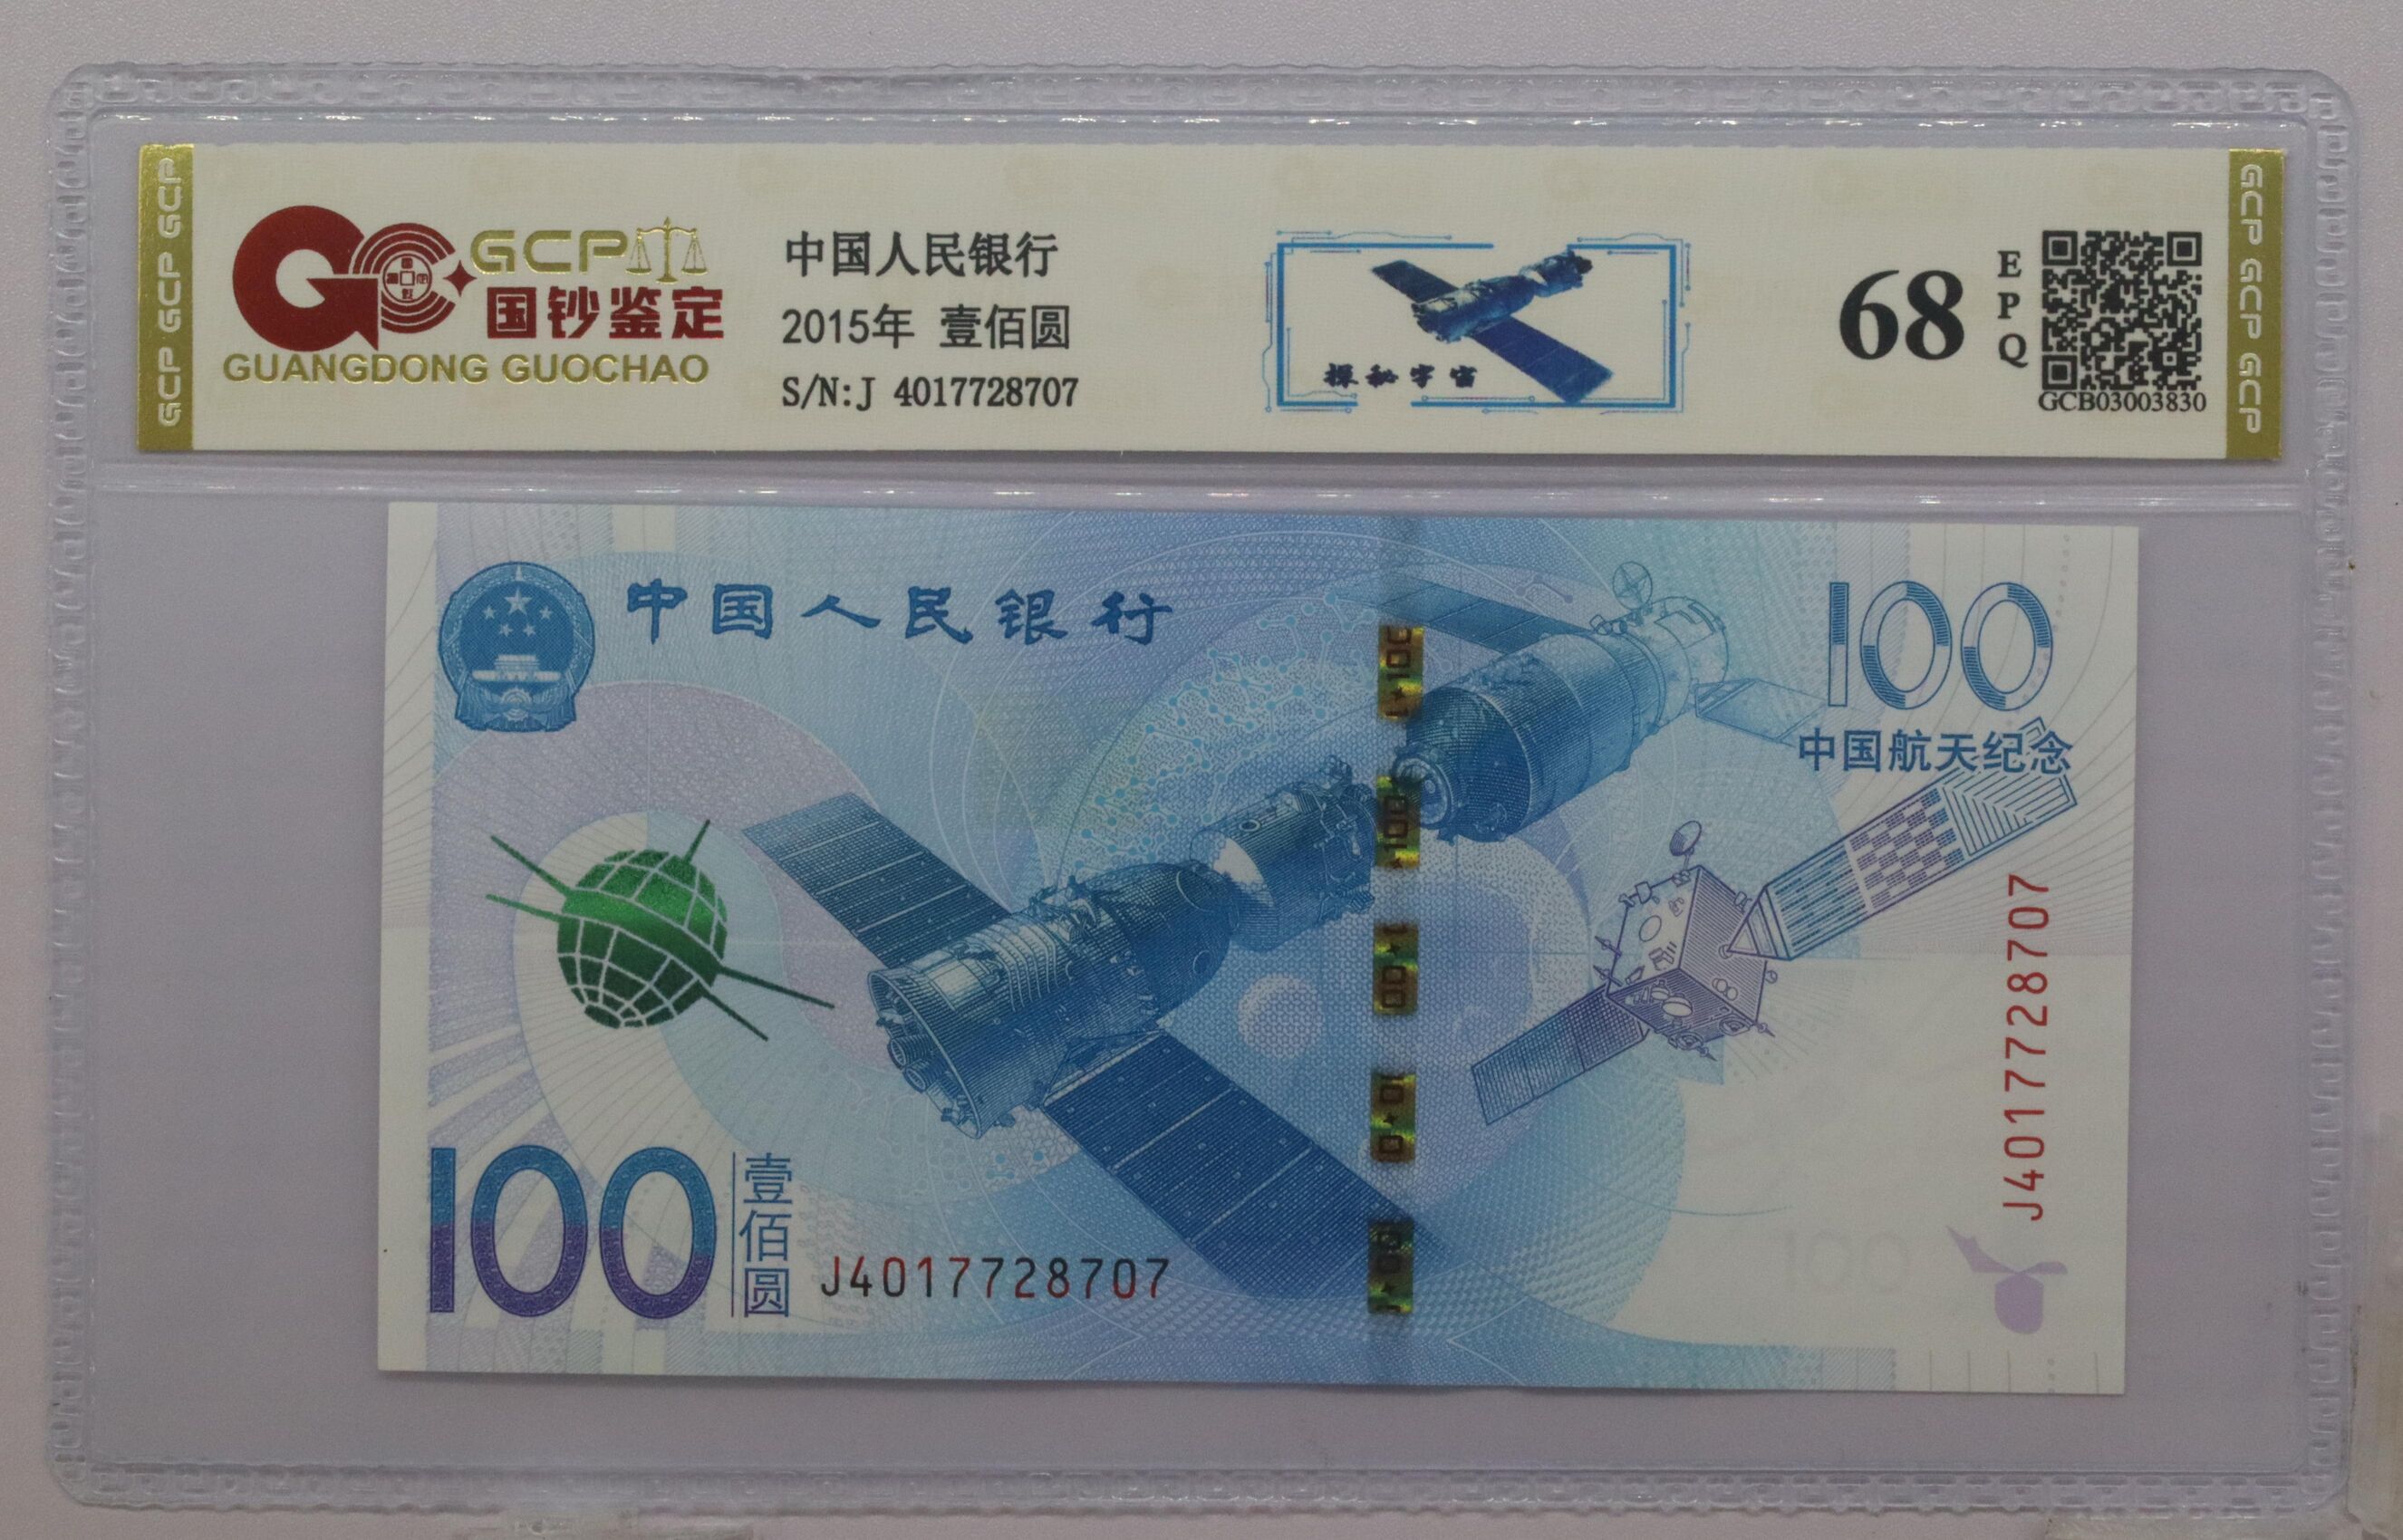 GCP GCP GCP
GCP
国钞鉴定
GUANGDONG GUOCHAO
中国人民银行
2015年 壹佰圆
S/N:J 4017728707
探秘宇宙
68
EPQ
GCB03003830
GCP GCP GCP
中国人民银行
100
中国航天纪念
J4017728707
100
壹佰圆
J4017728707
100